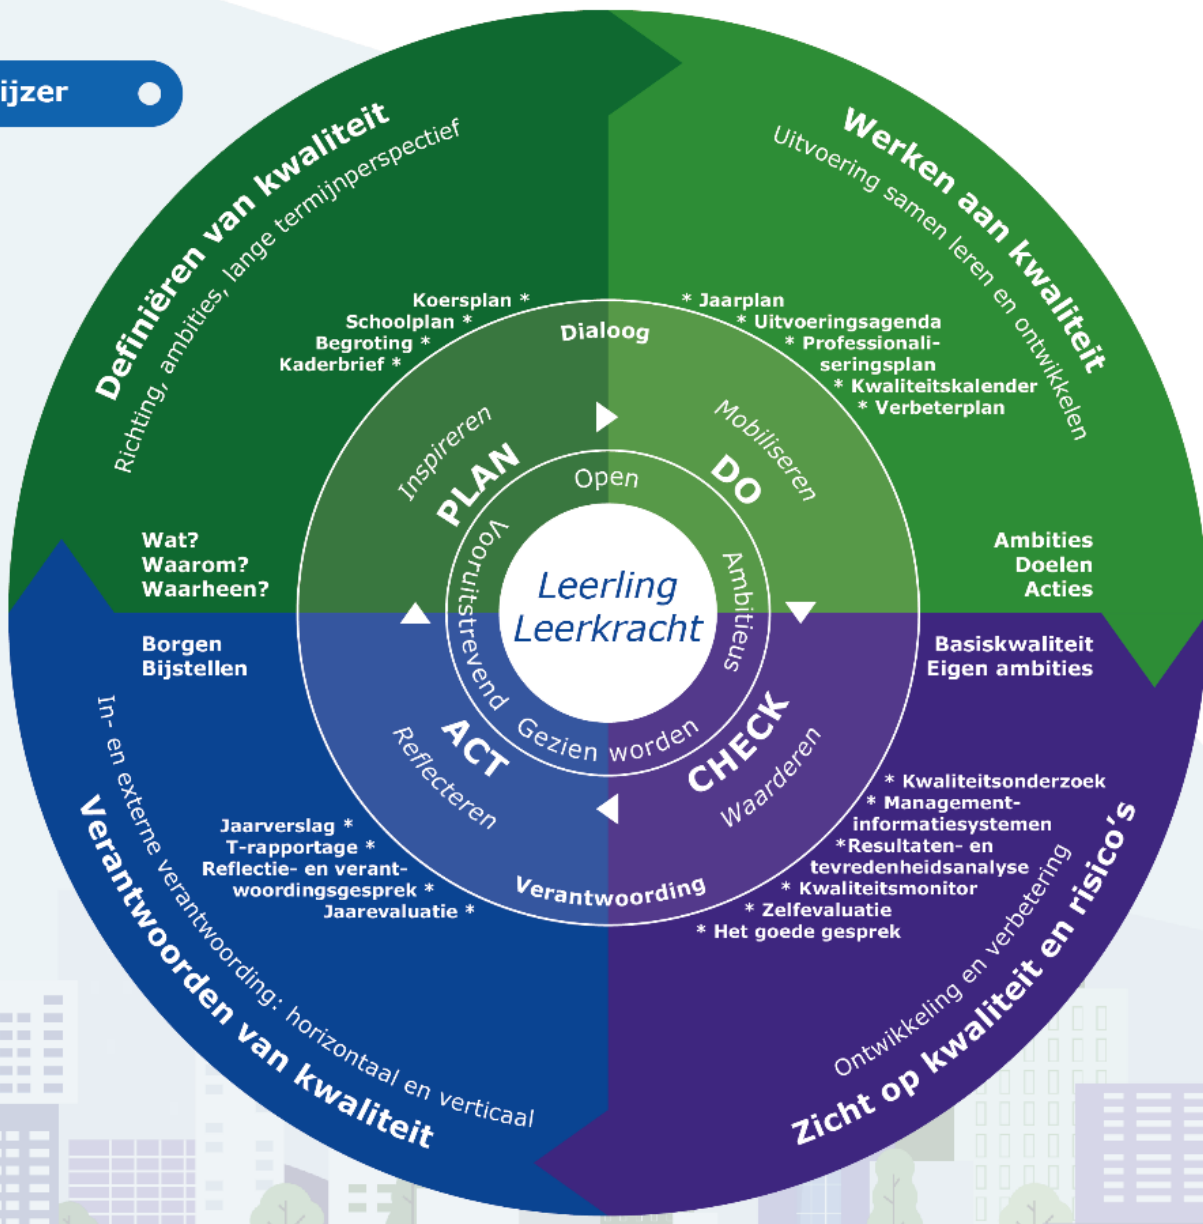 ijzer
Definiëren van kwaliteit
Richting, ambities, lange termijnperspectief
Koersplan *
Schoolplan *
Begroting *
Kaderbrief *
Wat?
Waarom?
Waarheen?
Inspireren
PLAN
Werken aan kwaliteit
Uitvoering samen leren en ontwikkelen
* Jaarplan
* Uitvoeringsagenda
* Professionali-
seringsplan
* Kwaliteitskalender
* Verbeterplan
Ambities
Doelen
Acties
Mobiliseren
DO
Dialoog
Open
Ambitieus
Gezien worden
Vooruitstrevend
Leerling
Leerkracht
Basiskwaliteit
Eigen ambities
CHECK
Waarderen
* Kwaliteitsonderzoek
* Management-
informatiesystemen
*Resultaten- en
tevredenheidsanalyse
* Kwaliteitsmonitor
* Zelfevaluatie
* Het goede gesprek
Ontwikkeling en verbetering
Zicht op kwaliteit en risico's
Verantwoording
Borgen
Bijstellen
ACT
Reflecteren
Jaarverslag *
T-rapportage *
Reflectie- en verant-
woordingsgesprek *
Jaarevaluatie *
In- en externe verantwoording: horizontaal en verticaal
Verantwoorden van kwaliteit